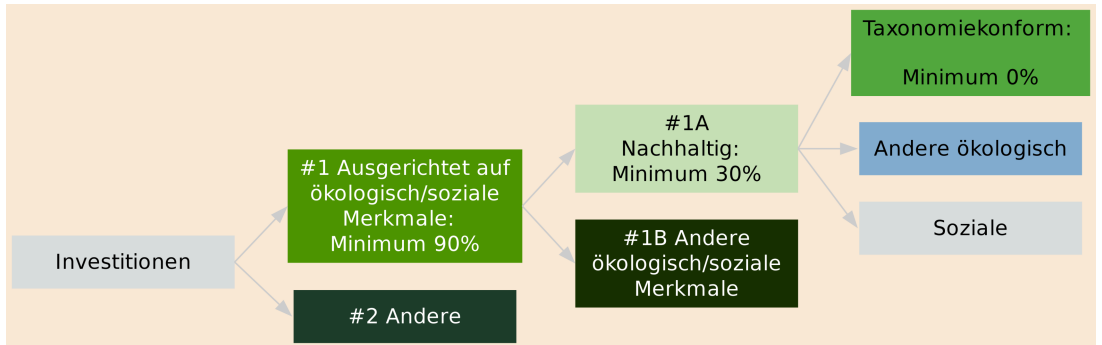 Investitionen
#1 Ausgerichtet auf
ökologisch/soziale
Merkmale:
Minimum 90%
#2 Andere
#1A
Nachhaltig:
Minimum 30%
#1B Andere
ökologisch/soziale
Merkmale
Taxonomiekonform:
Minimum 0%
Andere ökologisch
Soziale